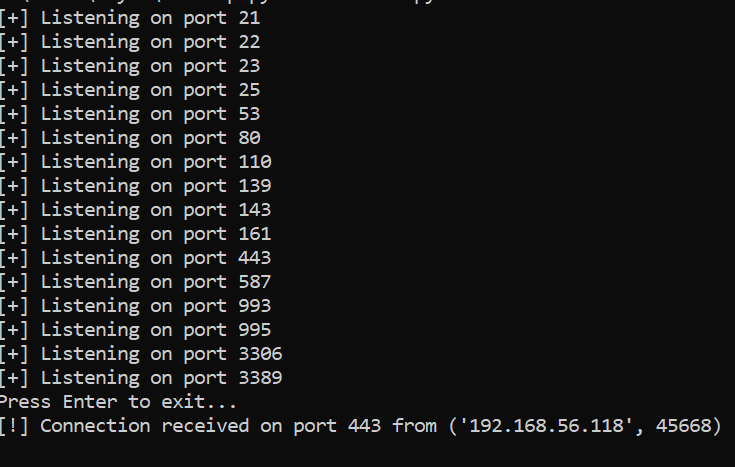 [+] Listening on port 21
[+] Listening on port 22
[+] Listening on port 23
[+] Listening on port 25
[+] Listening on port 53
[+] Listening on port 80
[+] Listening on port 110
[+] Listening on port 139
[+] Listening on port 143
[+] Listening on port 161
[+] Listening on port 443
[+] Listening on port 587
[+] Listening on port 993
[+] Listening on port 995
[+] Listening on port 3306
[+] Listening on port 3389
Press Enter to exit...
[!] Connection received on port 443 from ('192.168.56.118', 45668)